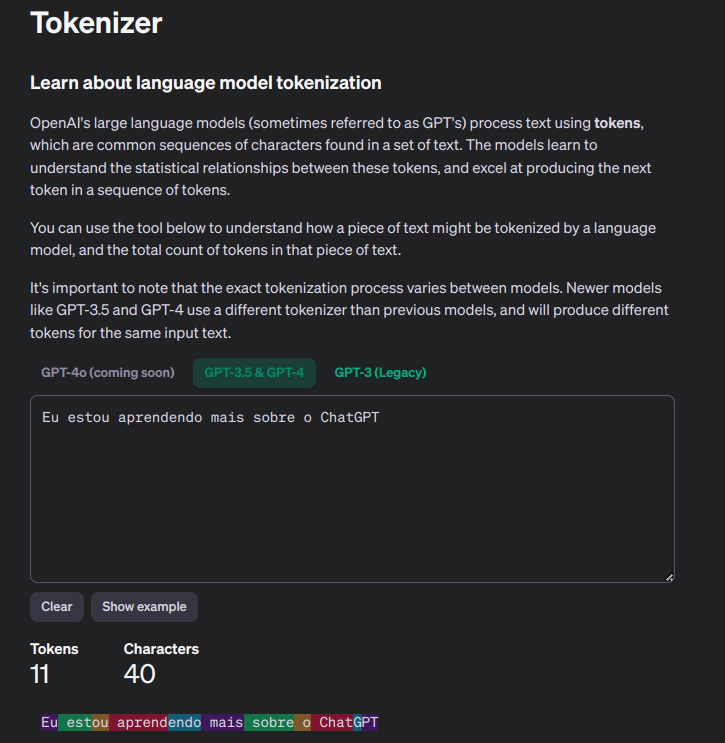 Tokenizer
Learn about language model tokenization
OpenAI's large language models (sometimes referred to as GPT's) process text using tokens,
which are common sequences of characters found in a set of text. The models learn to
understand the statistical relationships between these tokens, and excel at producing the next
token in a sequence of tokens.
You can use the tool below to understand how a piece of text might be tokenized by a language
model, and the total count of tokens in that piece of text.
It's important to note that the exact tokenization process varies between models. Newer models
like GPT-3.5 and GPT-4 use a different tokenizer than previous models, and will produce different
tokens for the same input text.
GPT-4o (coming soon) GPT-3.5 & GPT-4 GPT-3 (Legacy)
Eu estou aprendendo mais sobre o ChatGPT
Clear Show example
Tokens Characters
11 40
Eu estou aprendendo mais sobre o ChatGPT